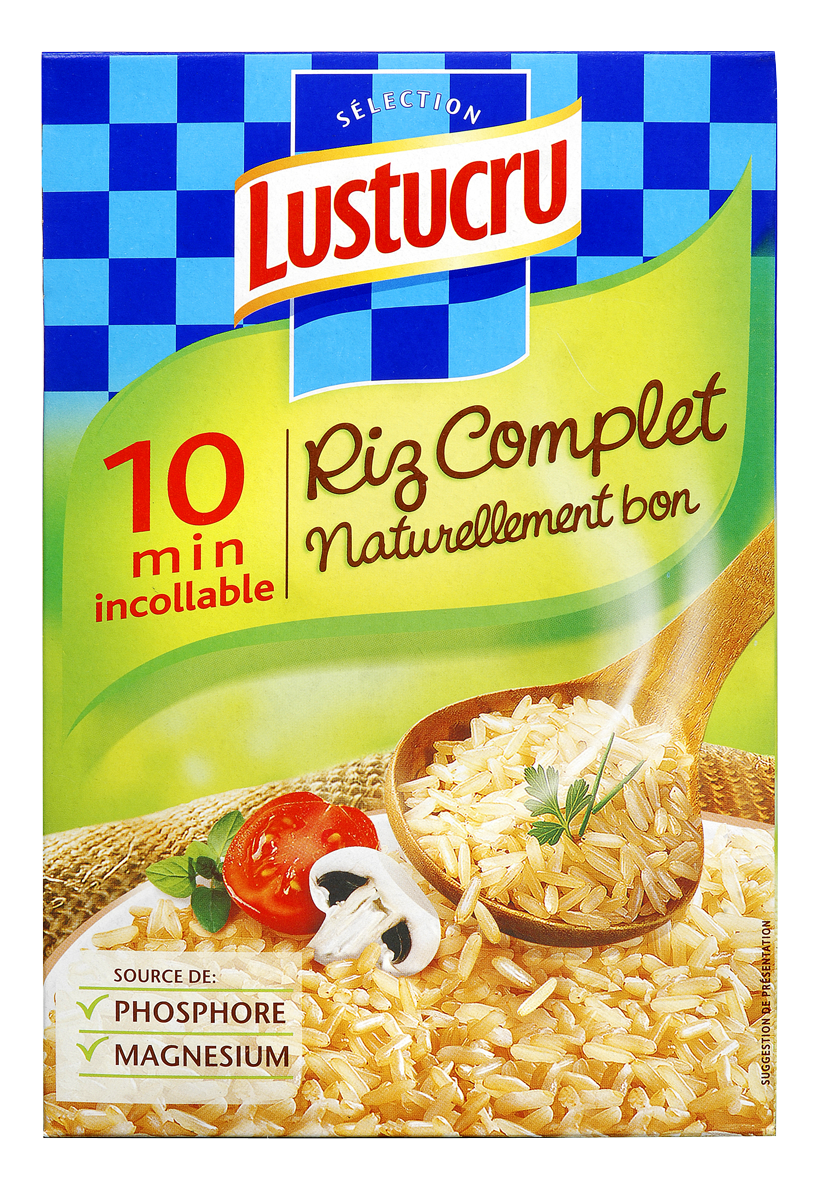 SÉLECTION
Lustucru
10
min
incollable
Riz Complet
Naturellement bon
SOURCE DE:
PHOSPHORE
MAGNESIUM
SUGGESTION DE PRÉSENTATION